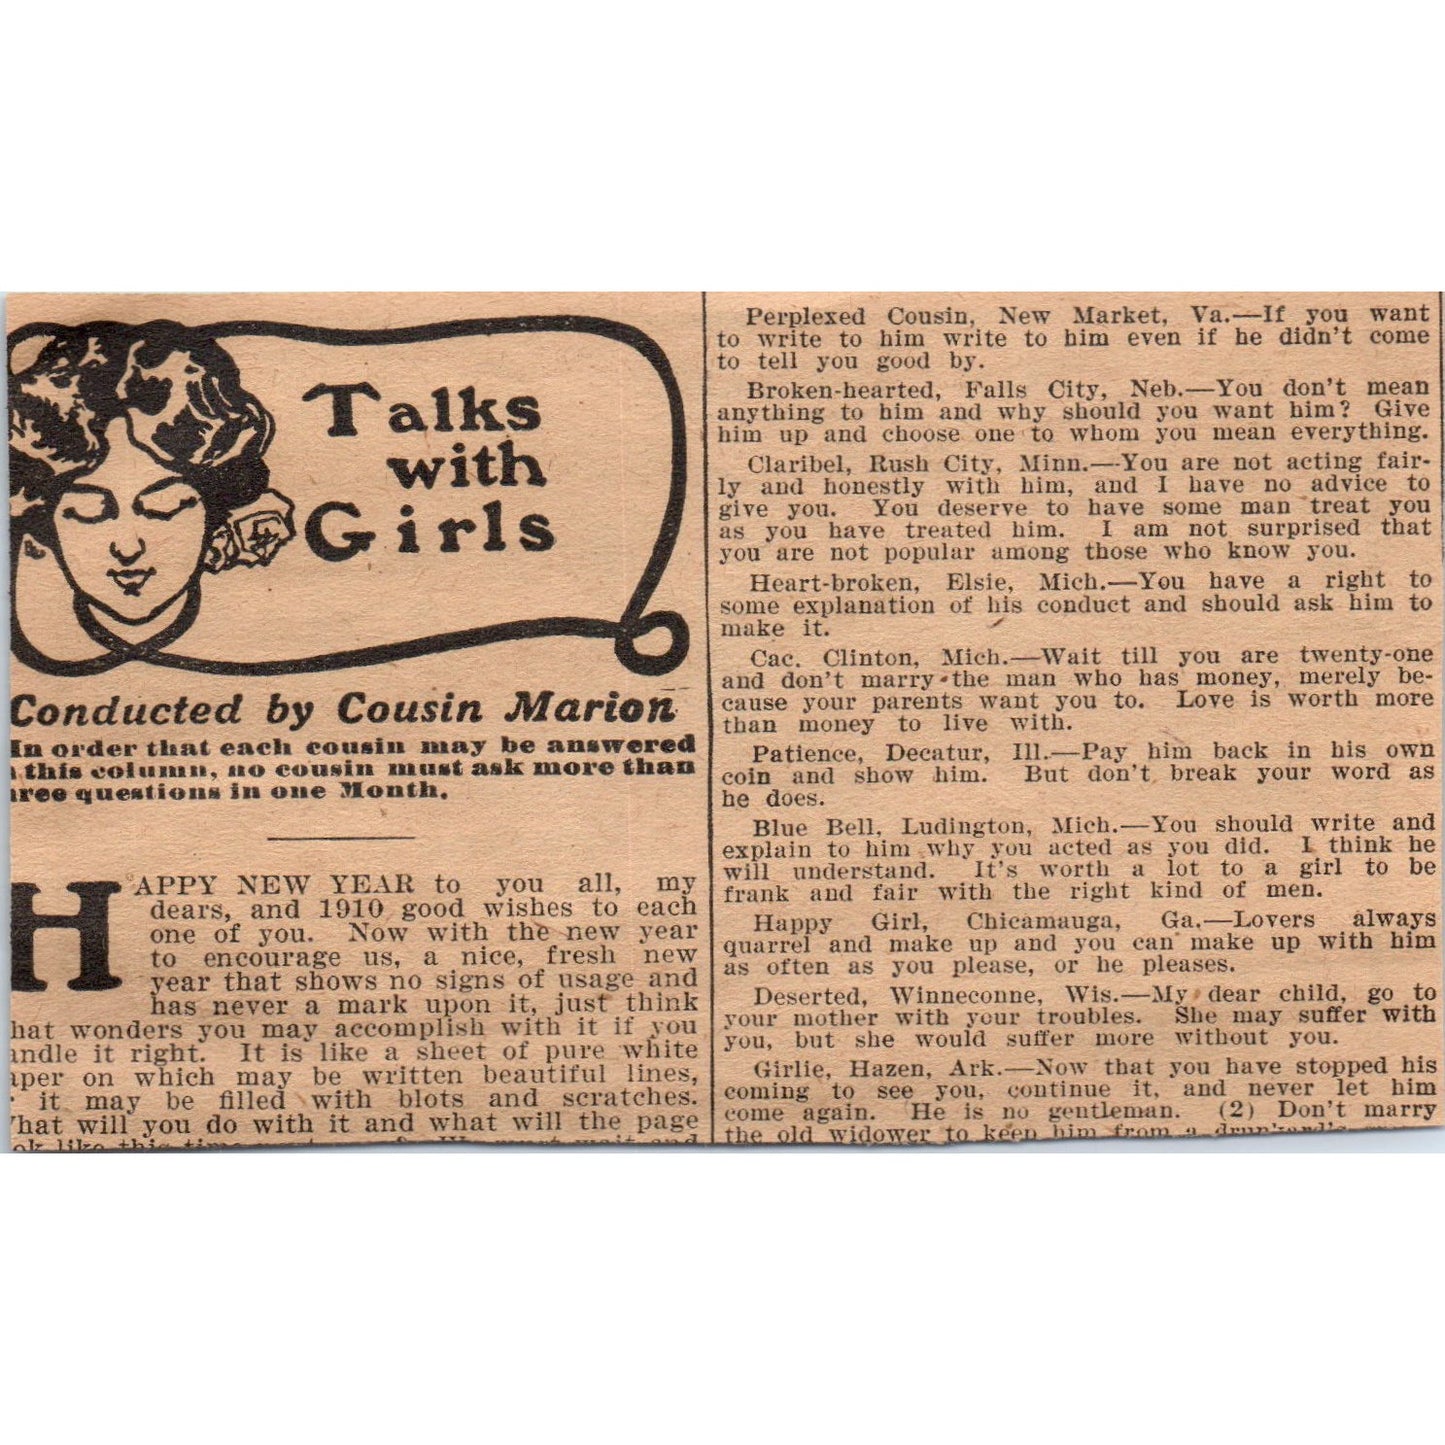 Talks
with
Girls
Conducted by Cousin Marion
In order that each cousin may be answered
this column, no cousin must ask more than
questions in one Month.
HAPPY NEW YEAR to you all, my
dears, and 1910 good wishes to each
one of you. Now with the new year
to encourage us, a nice, fresh new
year that shows no signs of usage and
has never a mark upon it, just think
hat wonders you may accomplish with it if you
andle it right. It is like a sheet of pure white
aper on which may be written beautiful lines,
it may be filled with blots and scratches.
What will you do with it and what will the page
like this time
Perplexed Cousin, New Market, Va.—If you want
to write to him write to him even if he didn't come
to tell you good by.
Broken-hearted, Falls City, Neb.—You don't mean
anything to him and why should you want him? Give
him up and choose one to whom you mean everything.
Claribel, Rush City, Minn.—You are not acting fair-
ly and honestly with him, and I have no advice to
give you. You deserve to have some man treat you
as you have treated him. I am not surprised that
you are not popular among those who know you.
Heart-broken, Elsie, Mich.—You have a right to
some explanation of his conduct and should ask him to
make it.
Cac. Clinton, Mich.—Wait till you are twenty-one
and don't marry the man who has money, merely be-
cause your parents want you to. Love is worth more
than money to live with.
Patience, Decatur, Ill.—Pay him back in his own
coin and show him. But don't break your word as
he does.
Blue Bell, Ludington, Mich.—You should write and
explain to him why you acted as you did. I think he
will understand. It's worth a lot to a girl to be
frank and fair with the right kind of men.
Happy Girl, Chicamauga, Ga.—Lovers always
quarrel and make up and you can make up with him
as often as you please, or he pleases.
Deserted, Winneconne, Wis.—My dear child, go to
your mother with your troubles. She may suffer with
you, but she would suffer more without you.
Girlie, Hazen, Ark.—Now that you have stopped his
coming to see you, continue it, and never let him
come again. He is no gentleman. (2) Don't marry
the old widower to keep him from a drunkard's